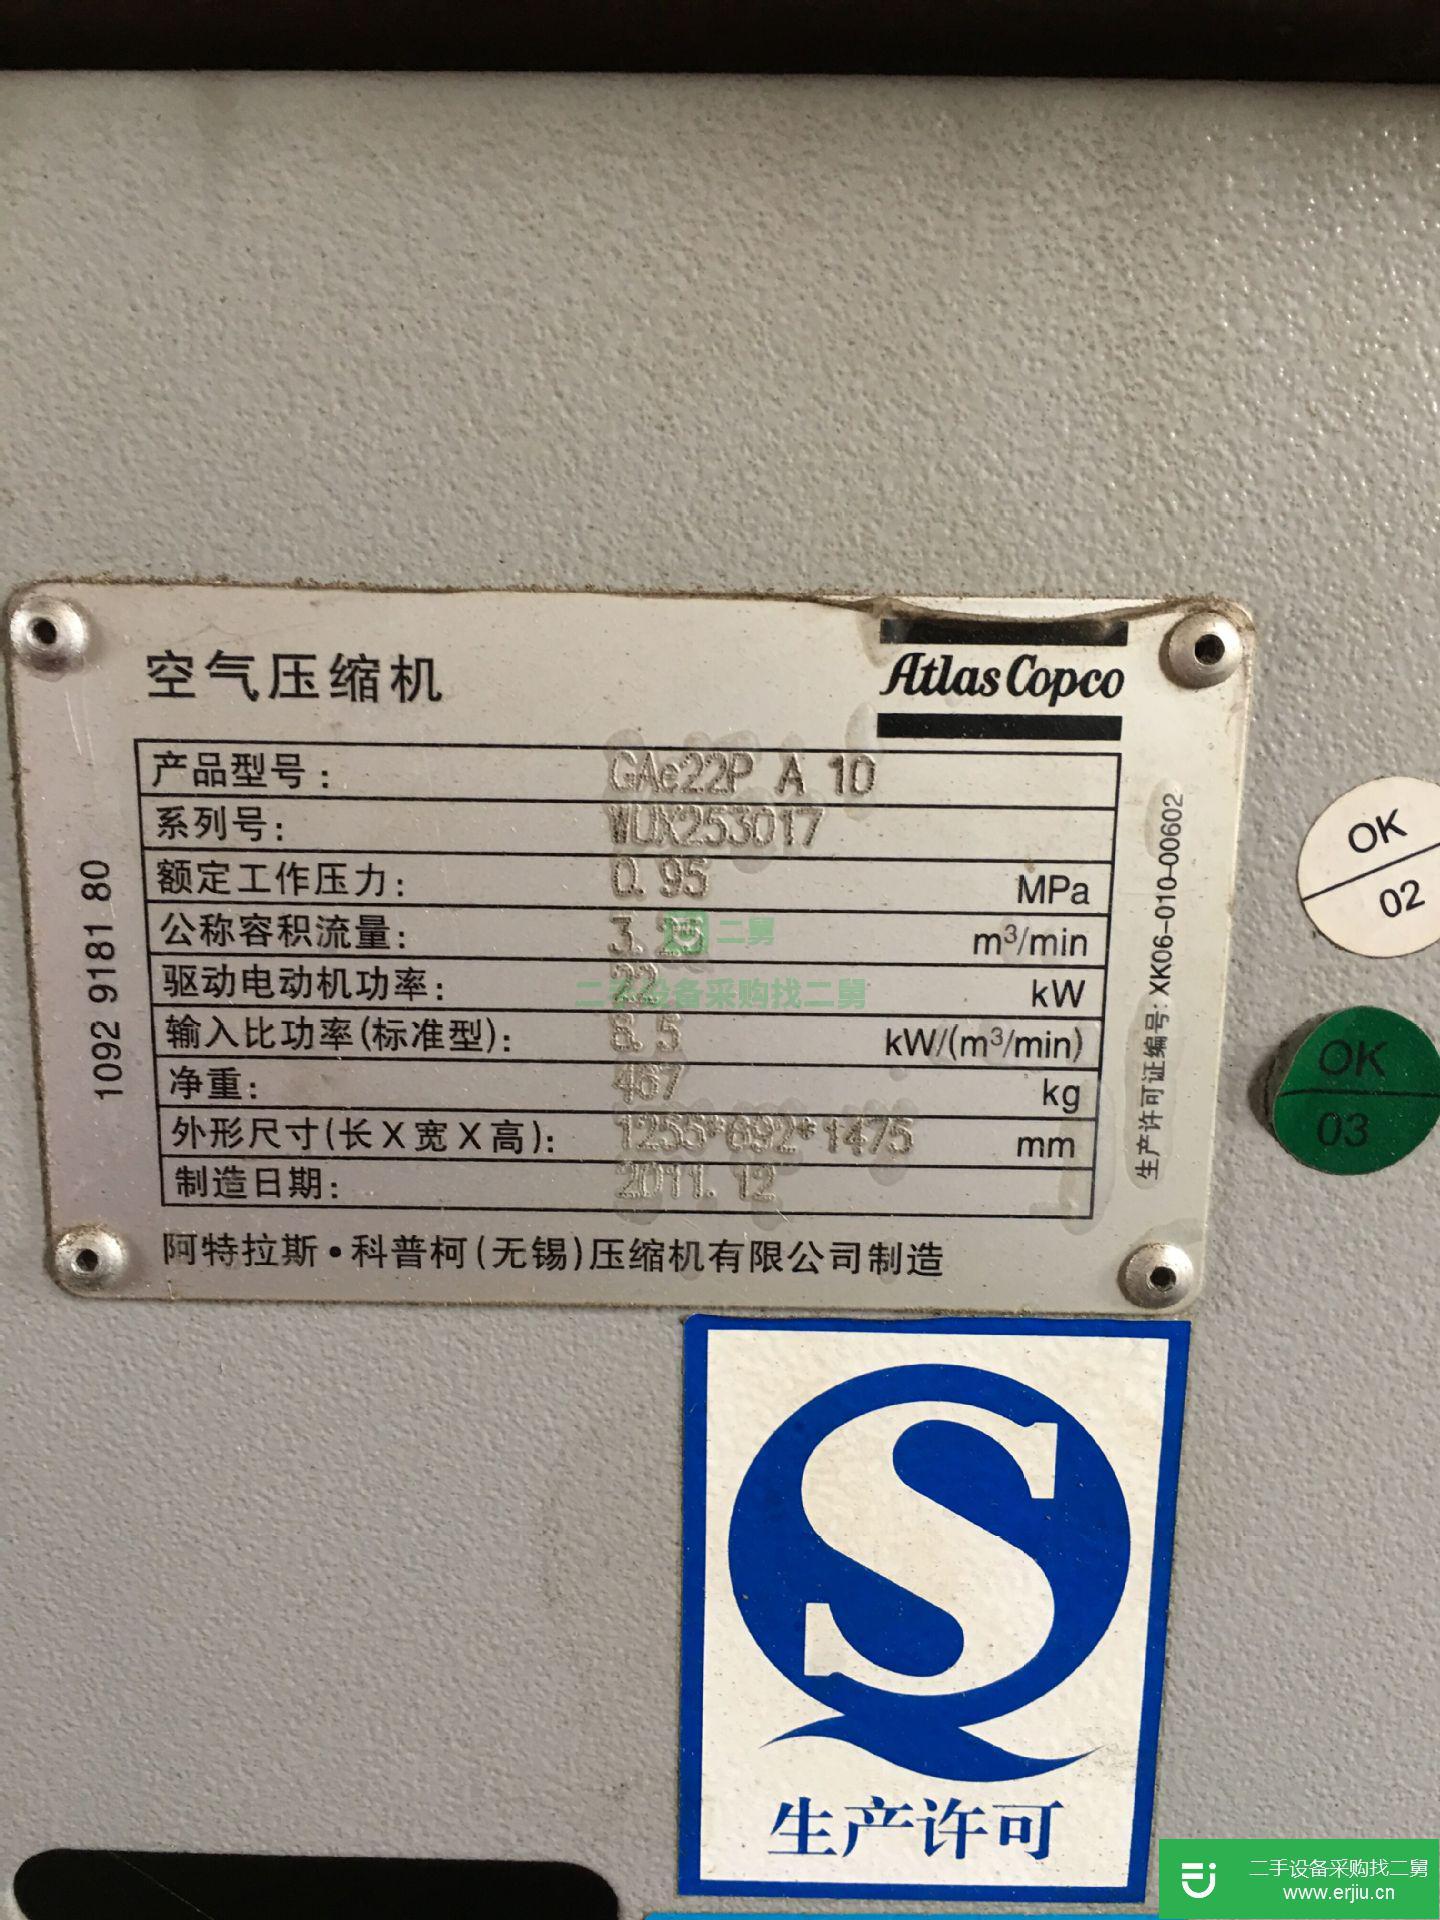 空气压缩机
Atlas Copco
产品型号: GAe22P A 10
系列号: WUX253017
额定工作压力: 0.95 MPa
公称容积流量: m³/min
驱动电动机功率: 22 kW
输入比功率(标准型): 8.5 kW/(m³/min)
净重: 467 kg
外形尺寸(长X宽X高): 1255*692*1475 mm
制造日期: 2011.12
阿特拉斯·科普柯(无锡)压缩机有限公司制造
1092 9181 80
生产许可证编号: XK06-010-00602
OK
02
OK
03
二舅
二手设备采购找二舅
S
生产许可
二手设备采购找二舅
www.erjiu.cn